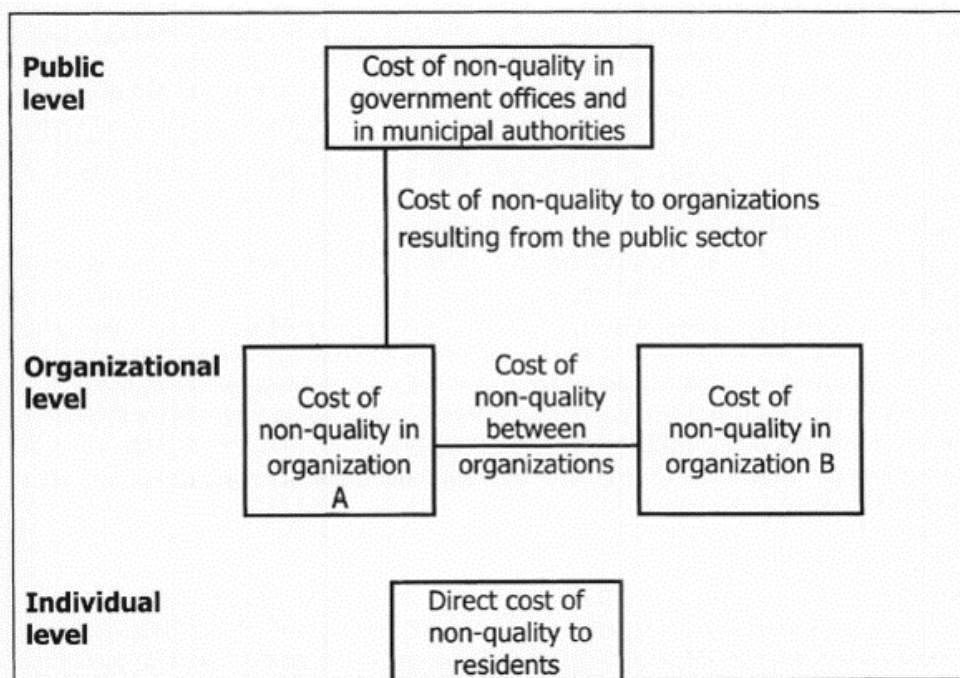 Public
level
Cost of non-quality in
government offices and
in municipal authorities
Cost of non-quality to organizations
resulting from the public sector
Organizational
level
Cost of
non-quality in
organization
A
Cost of
non-quality
between
organizations
Cost of
non-quality in
organization B
Individual
level
Direct cost of
non-quality to
residents